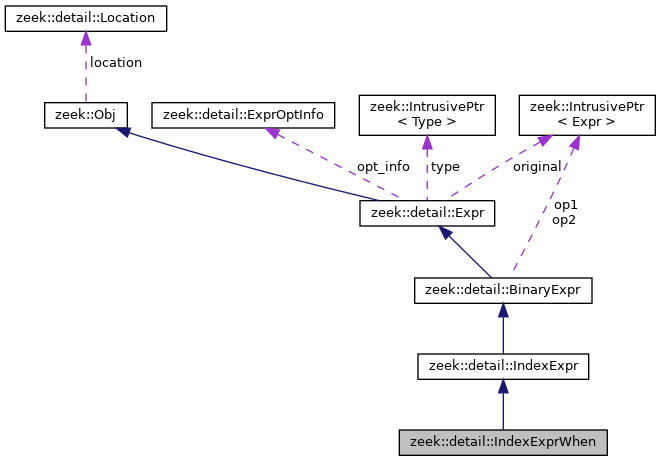 zeek::detail::Location
location
zeek::Obj
zeek::detail::ExprOptInfo
zeek::IntrusivePtr
< Type >
zeek::IntrusivePtr
< Expr >
opt_info
type
original
zeek::detail::Expr
op1
op2
zeek::detail::BinaryExpr
zeek::detail::IndexExpr
zeek::detail::IndexExprWhen